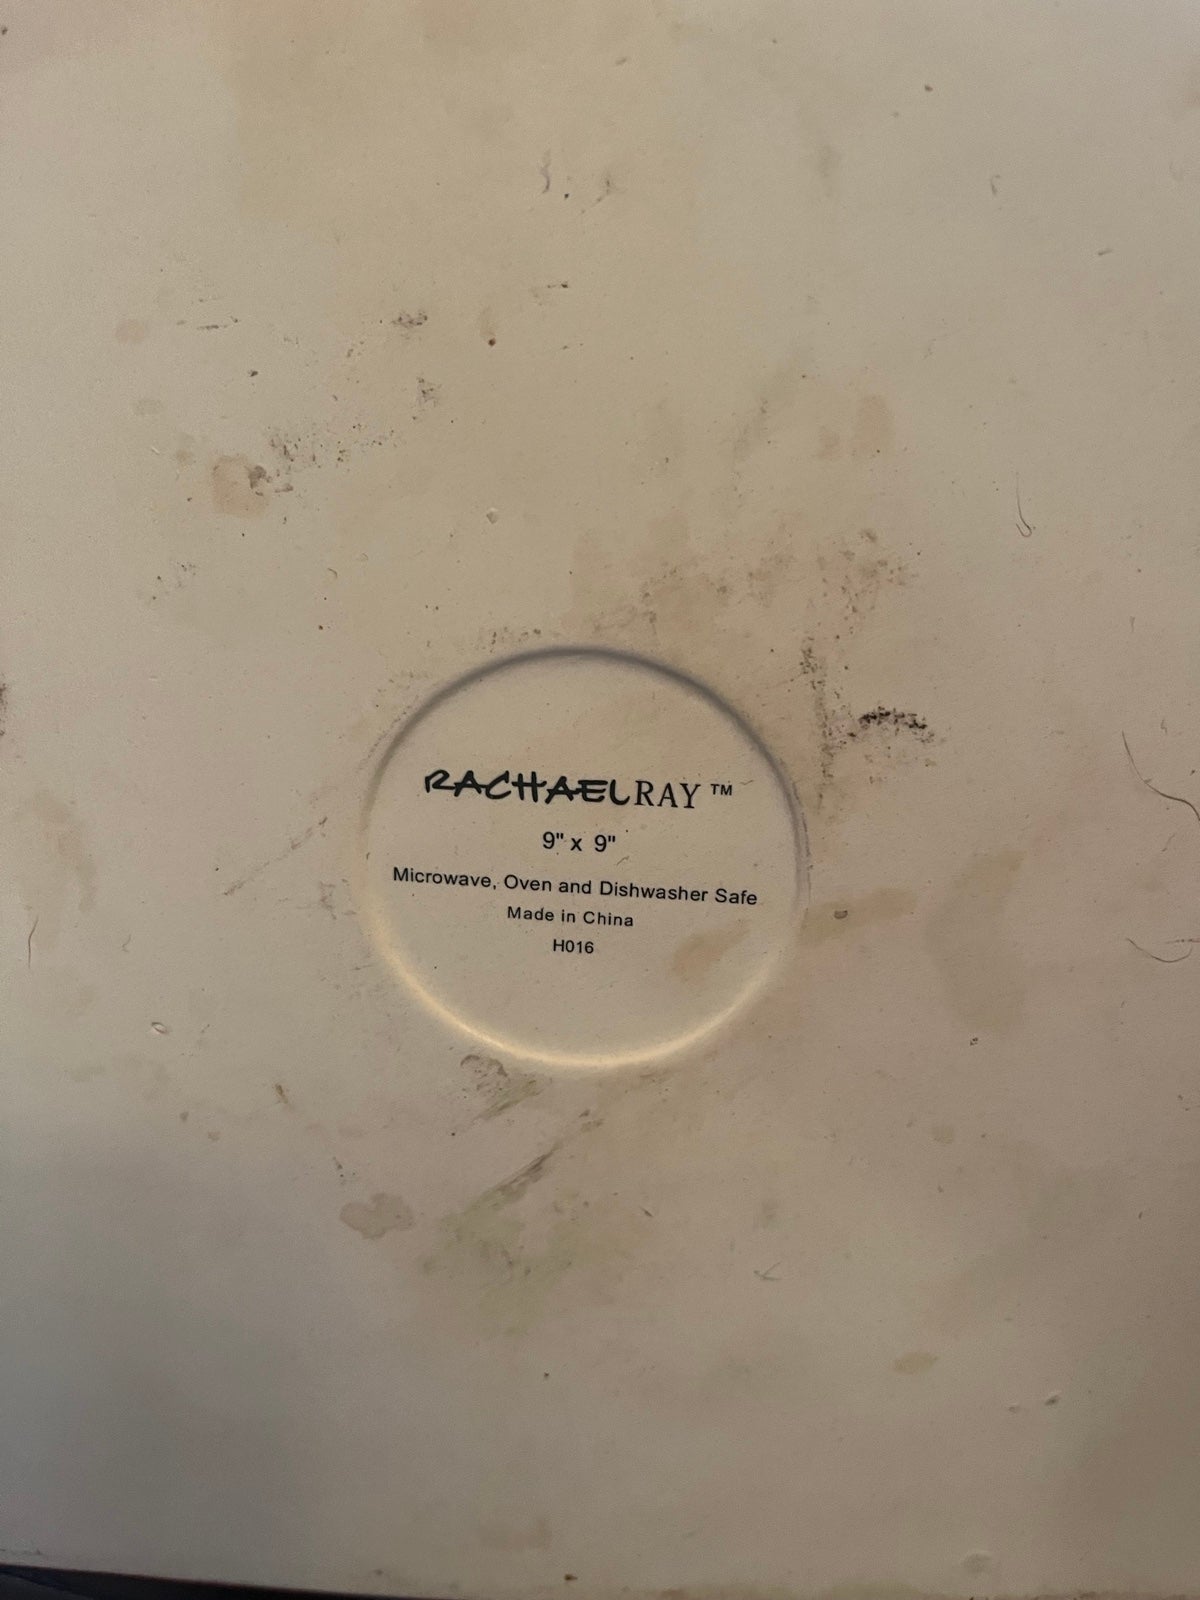 RACHAELRAY™
9" x 9"
Microwave, Oven and Dishwasher Safe
Made in China
H016